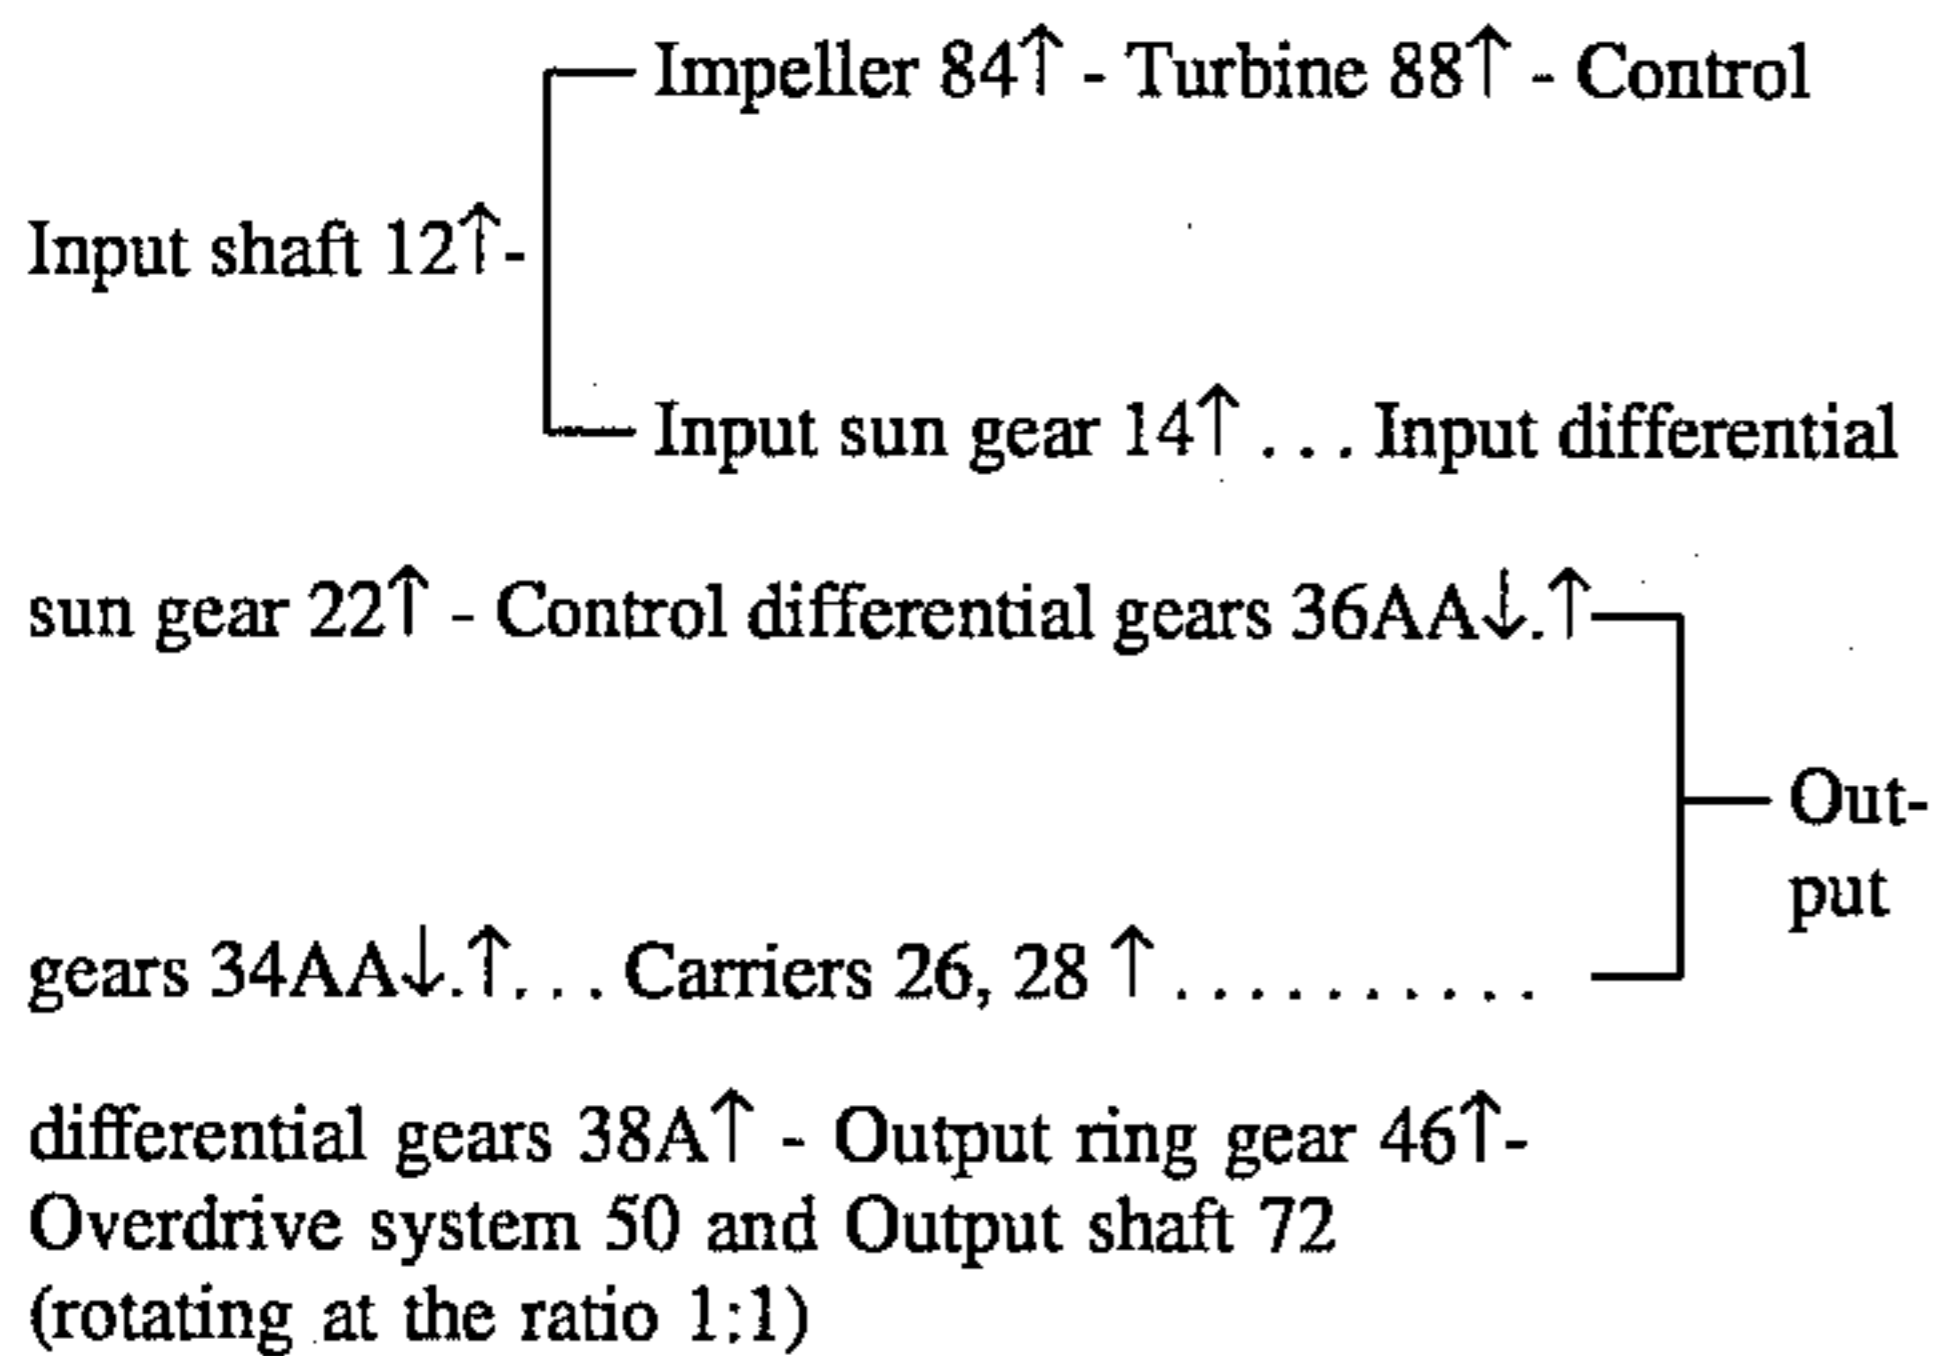 Impeller 84↑ - Turbine 88↑ - Control
Input shaft 12↑-
Input sun gear 14↑ . . . Input differential
sun gear 22↑ - Control differential gears 36AA↓.↑
Out-
put
gears 34AA↓.↑. . . Carriers 26, 28 ↑ . . . . . . . . . .
differential gears 38A↑ - Output ring gear 46↑-
Overdrive system 50 and Output shaft 72
(rotating at the ratio 1:1)